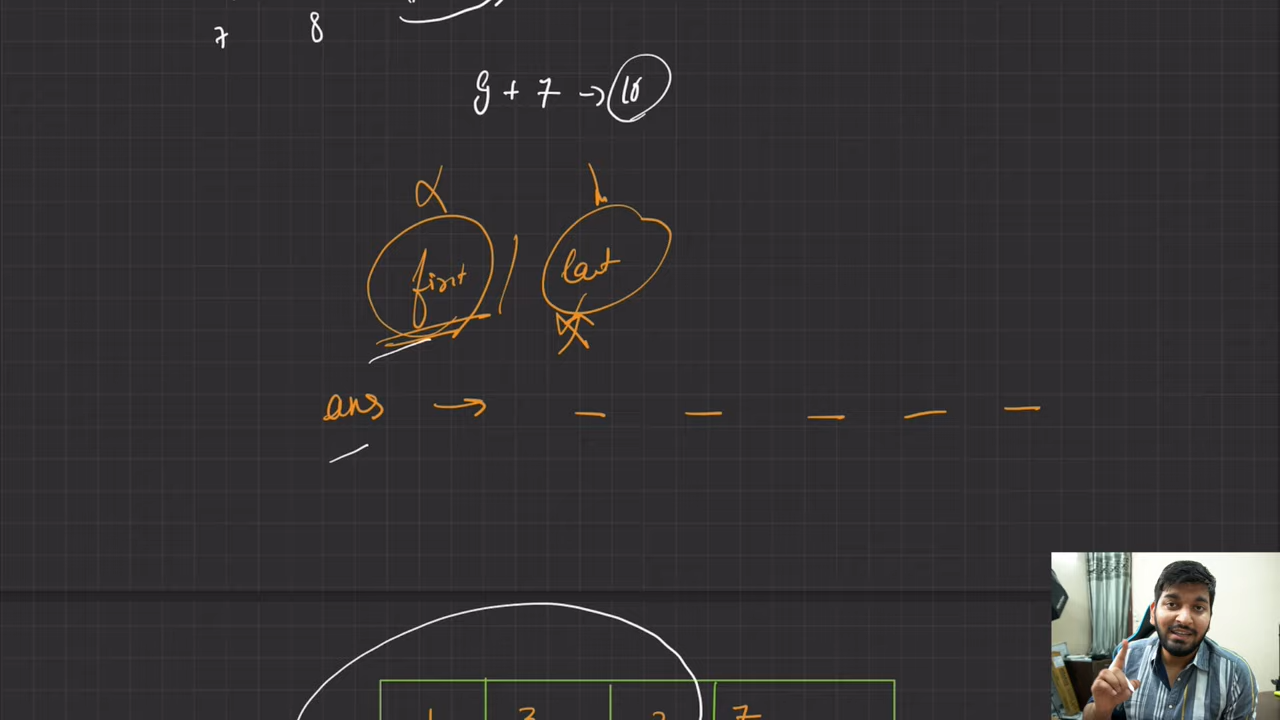 7 8
9 + 7 → 16
first | last
ans → _ _ _ _ _
1 3 2 7